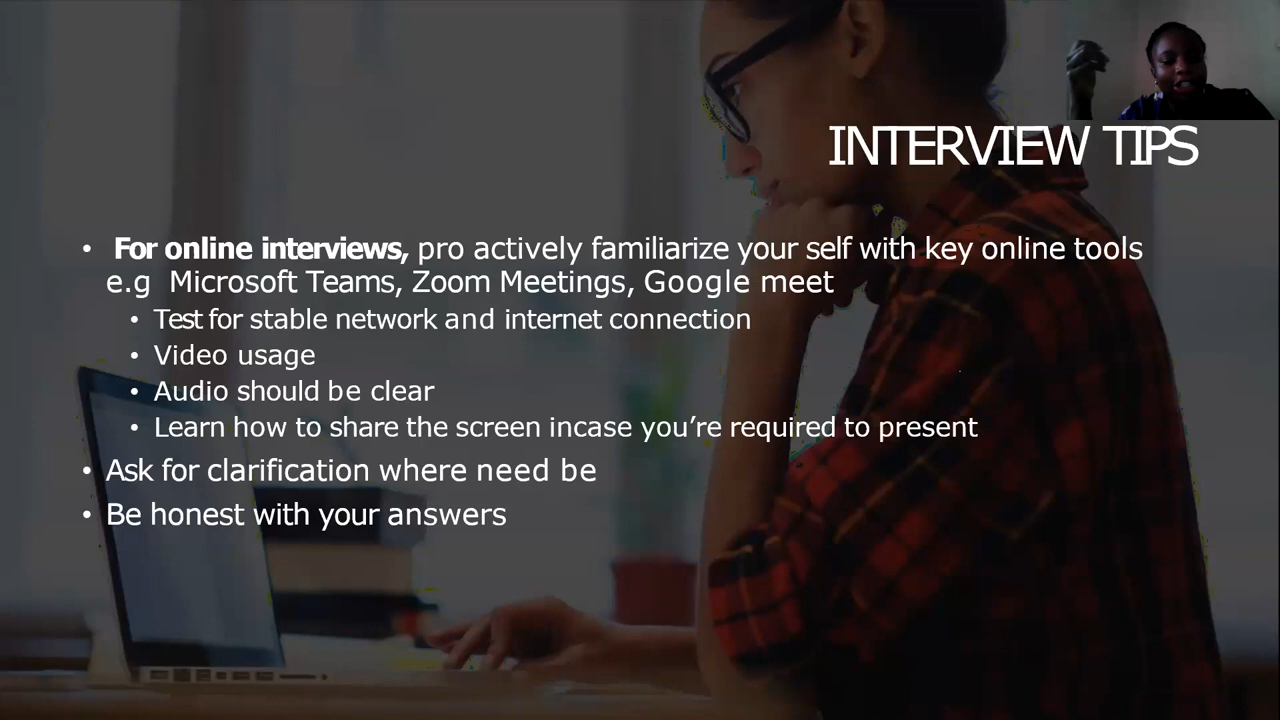 INTERVIEW TIPS
• For online interviews, pro actively familiarize your self with key online tools
e.g Microsoft Teams, Zoom Meetings, Google meet
• Test for stable network and internet connection
• Video usage
• Audio should be clear
• Learn how to share the screen incase you’re required to present
• Ask for clarification where need be
• Be honest with your answers